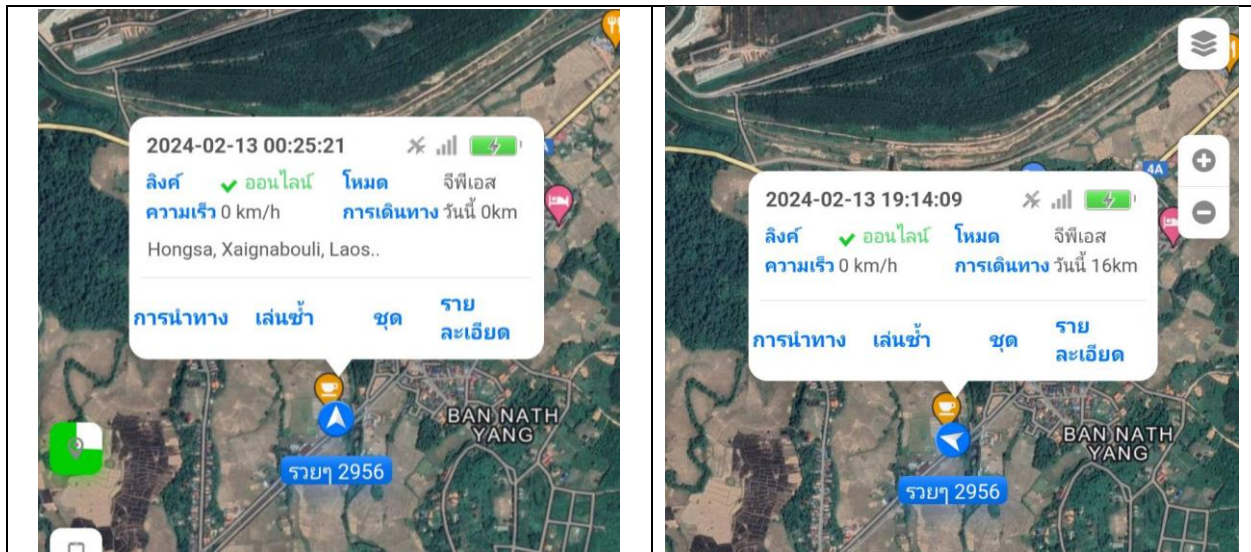 2024-02-13 00:25:21
ลิงค์ ออนไลน์ โหมด จีพีเอส
ความเร็ว 0 km/h การเดินทาง วันนี้ 0km
Hongsa, Xaignabouli, Laos..
การนำทาง เล่นซ้ำ ชุด ราย
ละเอียด
BAN NATH
YANG
รวยๆ 2956
2024-02-13 19:14:09
4A
ลิงค์ ออนไลน์ โหมด จีพีเอส
ความเร็ว 0 km/h การเดินทาง วันนี้ 16km
การนำทาง เล่นซ้ำ ชุด ราย
ละเอียด
BAN NATH
YANG
รวยๆ 2956